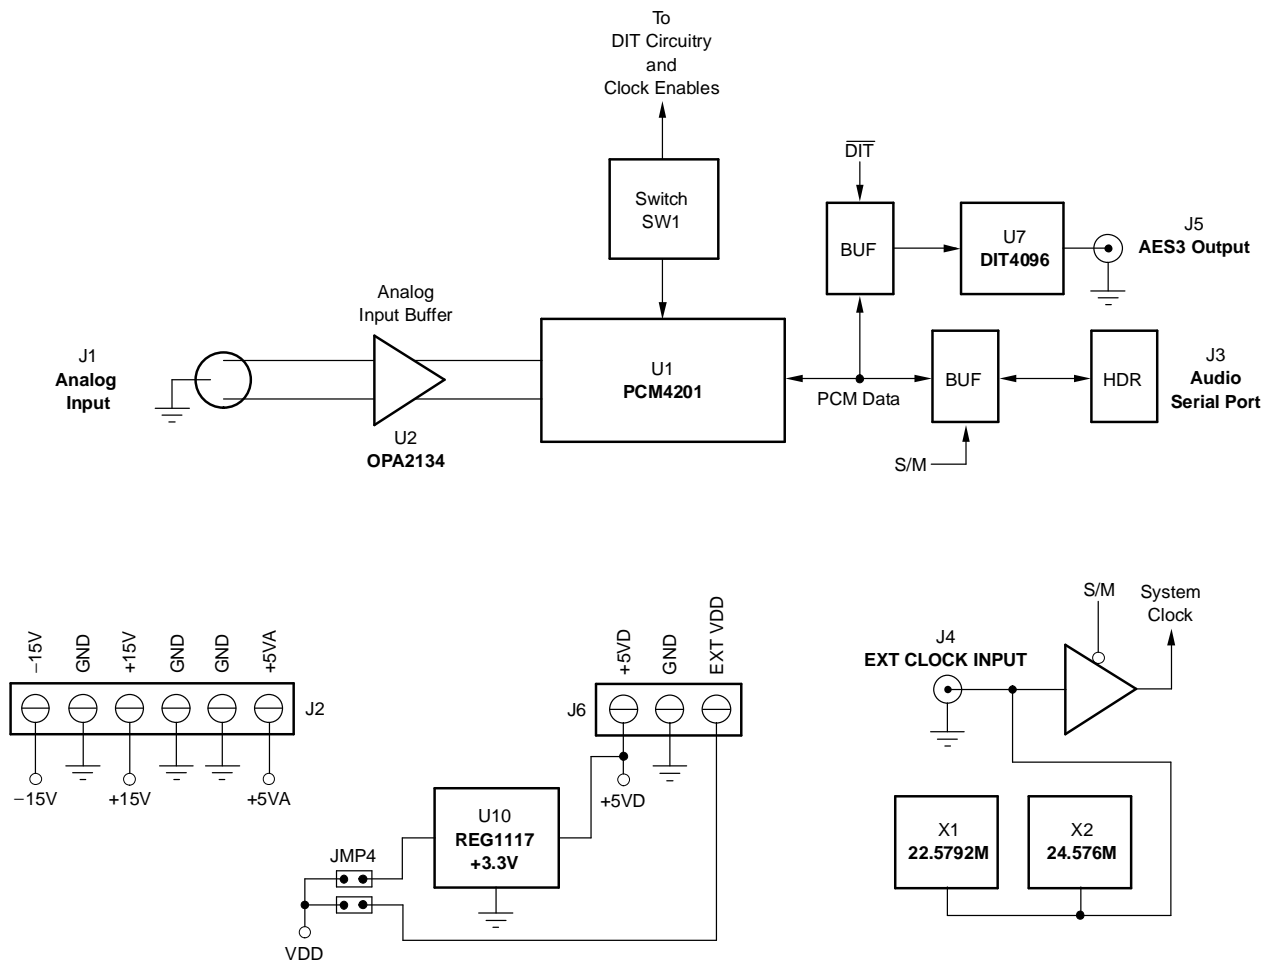 To
DIT Circuitry
and
Clock Enables
Switch
SW1
DIT
BUF
U7
DIT4096
J5
AES3 Output
Analog
Input Buffer
J1
Analog
Input
U2
OPA2134
U1
PCM4201
PCM Data
BUF
S/M
HDR
J3
Audio
Serial Port
−15V
GND
+15V
GND
GND
+5VA
J2
−15V
+15V
+5VA
+5VD
GND
EXT VDD
J6
+5VD
U10
REG1117
+3.3V
JMP4
VDD
S/M
System
Clock
J4
EXT CLOCK INPUT
X1
22.5792M
X2
24.576M